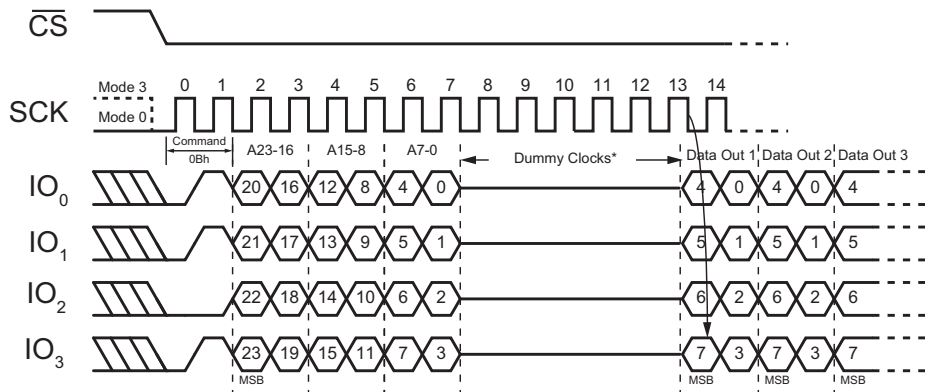 CS
Mode 3
0 1 2 3 4 5 6 7 8 9 10 11 12 13 14
SCK
Mode 0
Command
0Bh
A23-16 A15-8 A7-0 Dummy Clocks* Data Out 1 Data Out 2 Data Out 3
IO0 20 16 12 8 4 0 4 0 4 0 4
IO1 21 17 13 9 5 1 5 1 5 1 5
IO2 22 18 14 10 6 2 6 2 6 2 6
IO3 23 19 15 11 7 3 7 3 7 3 7
MSB MSB MSB MSB